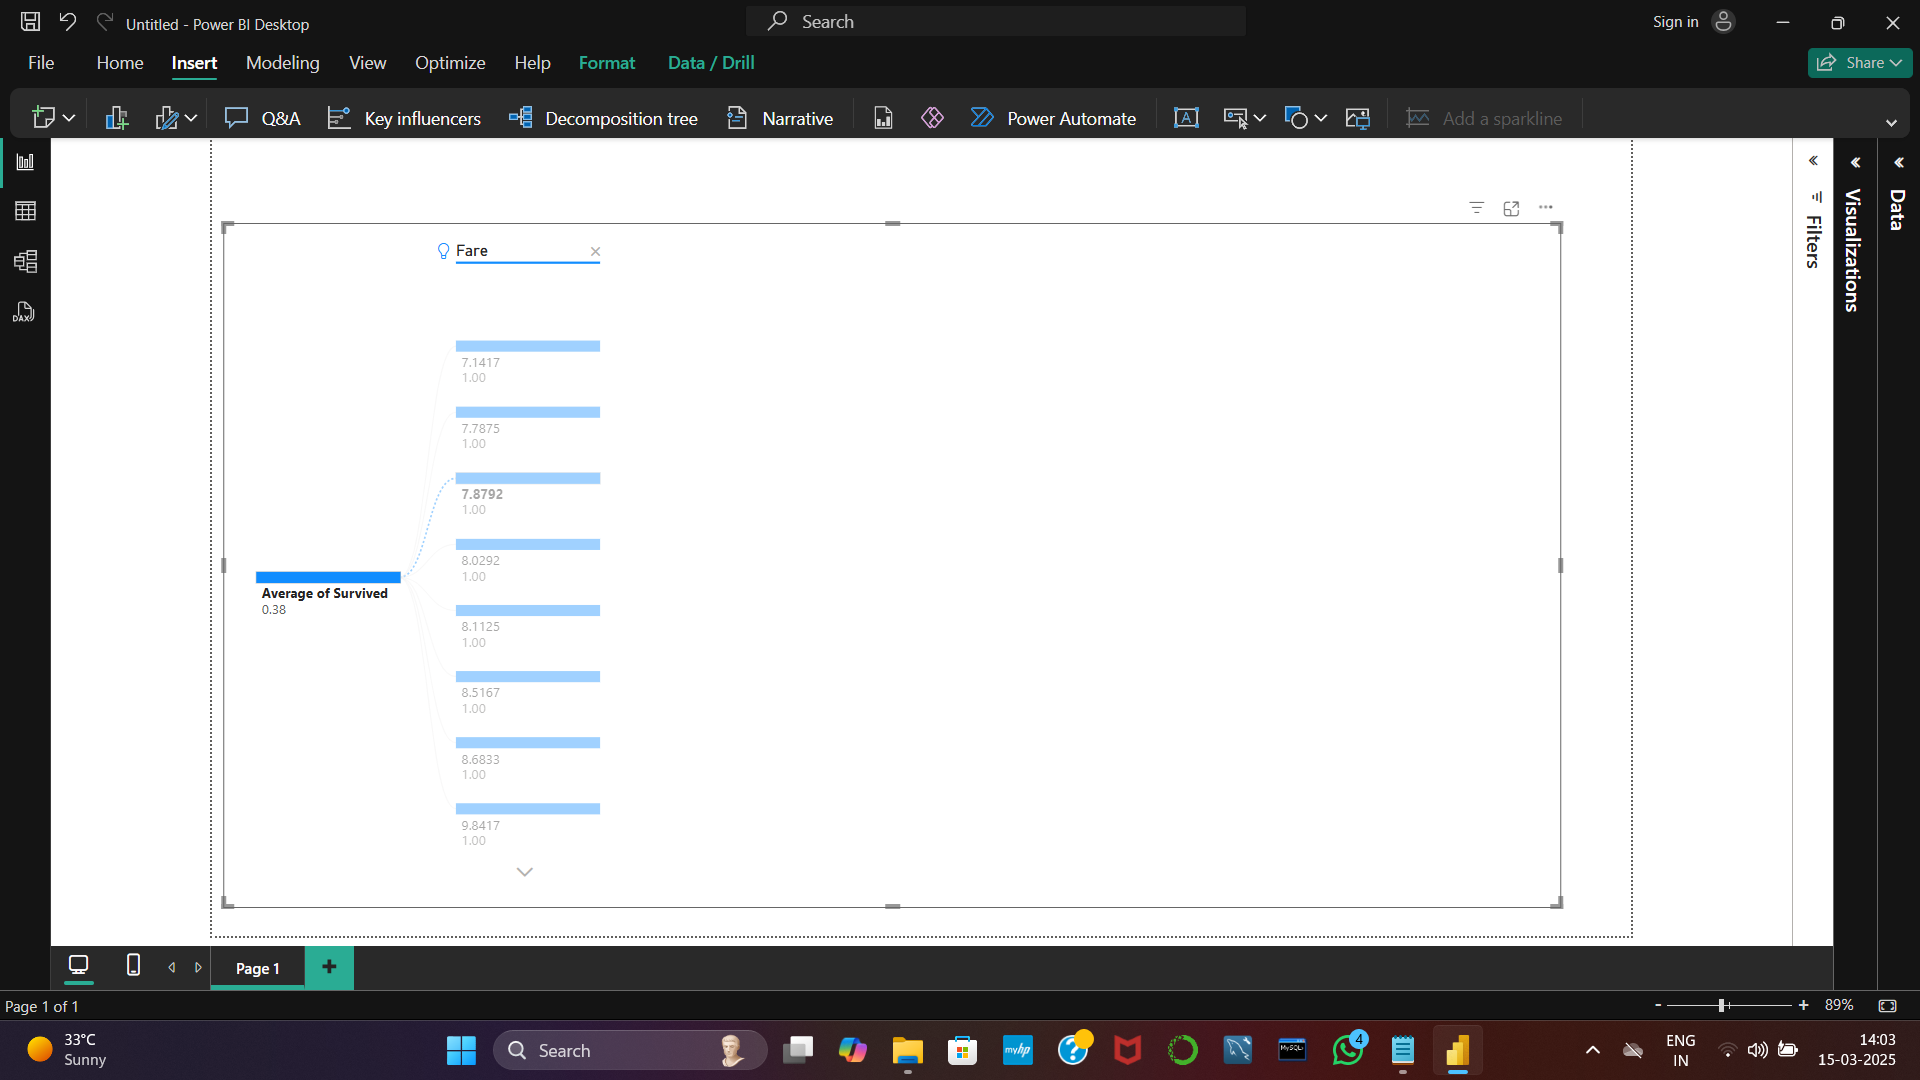 Untitled - Power BI Desktop
Search
Sign in
File
Home
Insert
Modeling
View
Optimize
Help
Format
Data / Drill
Share
Q&A
Key influencers
Decomposition tree
Narrative
Power Automate
Add a sparkline
DAX
Filters
Visualizations
Data
Fare
7.1417
1.00
7.7875
1.00
7.8792
1.00
8.0292
1.00
8.1125
1.00
8.5167
1.00
8.6833
1.00
9.8417
1.00
Average of Survived
0.38
Page 1
Page 1 of 1
89%
33°C
Sunny
Search
myhp
MySQL
4
ENG
IN
14:03
15-03-2025